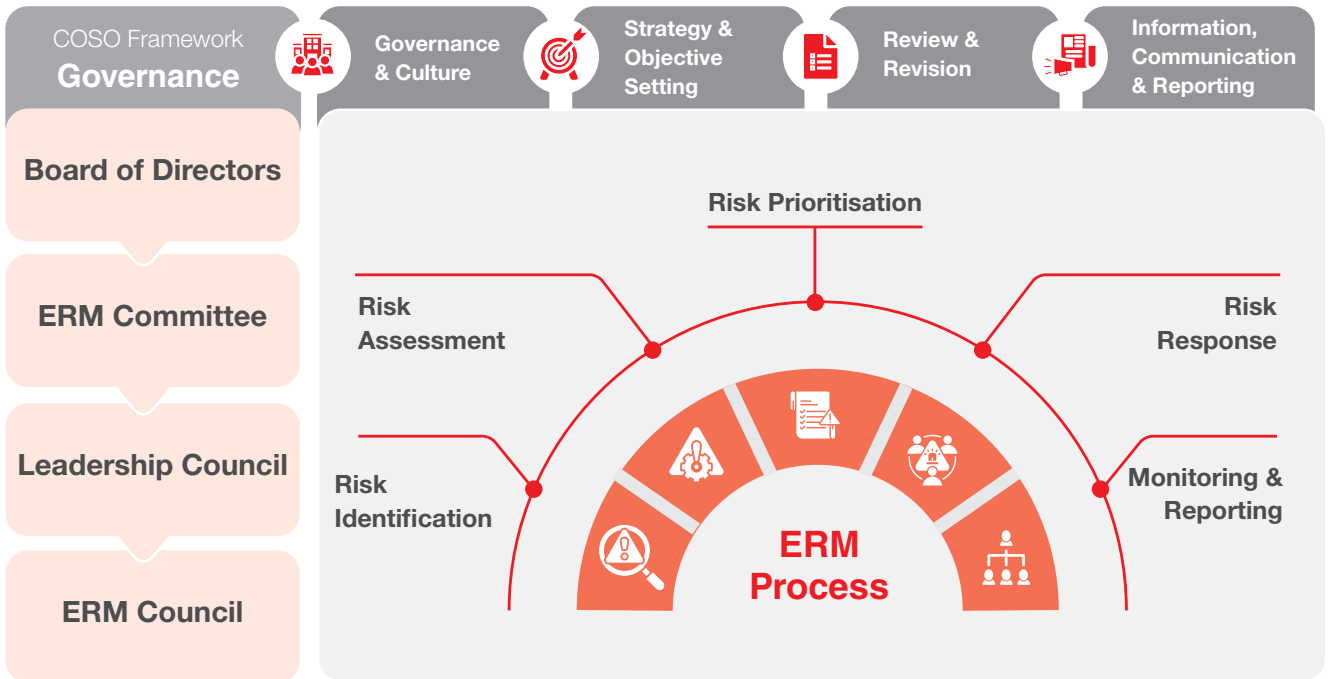 COSO Framework
Governance
Governance
& Culture
Strategy &
Objective
Setting
Review &
Revision
Information,
Communication
& Reporting
Board of Directors
ERM Committee
Leadership Council
ERM Council
Risk
Identification
Risk
Assessment
Risk Prioritisation
Risk
Response
Monitoring &
Reporting
ERM
Process